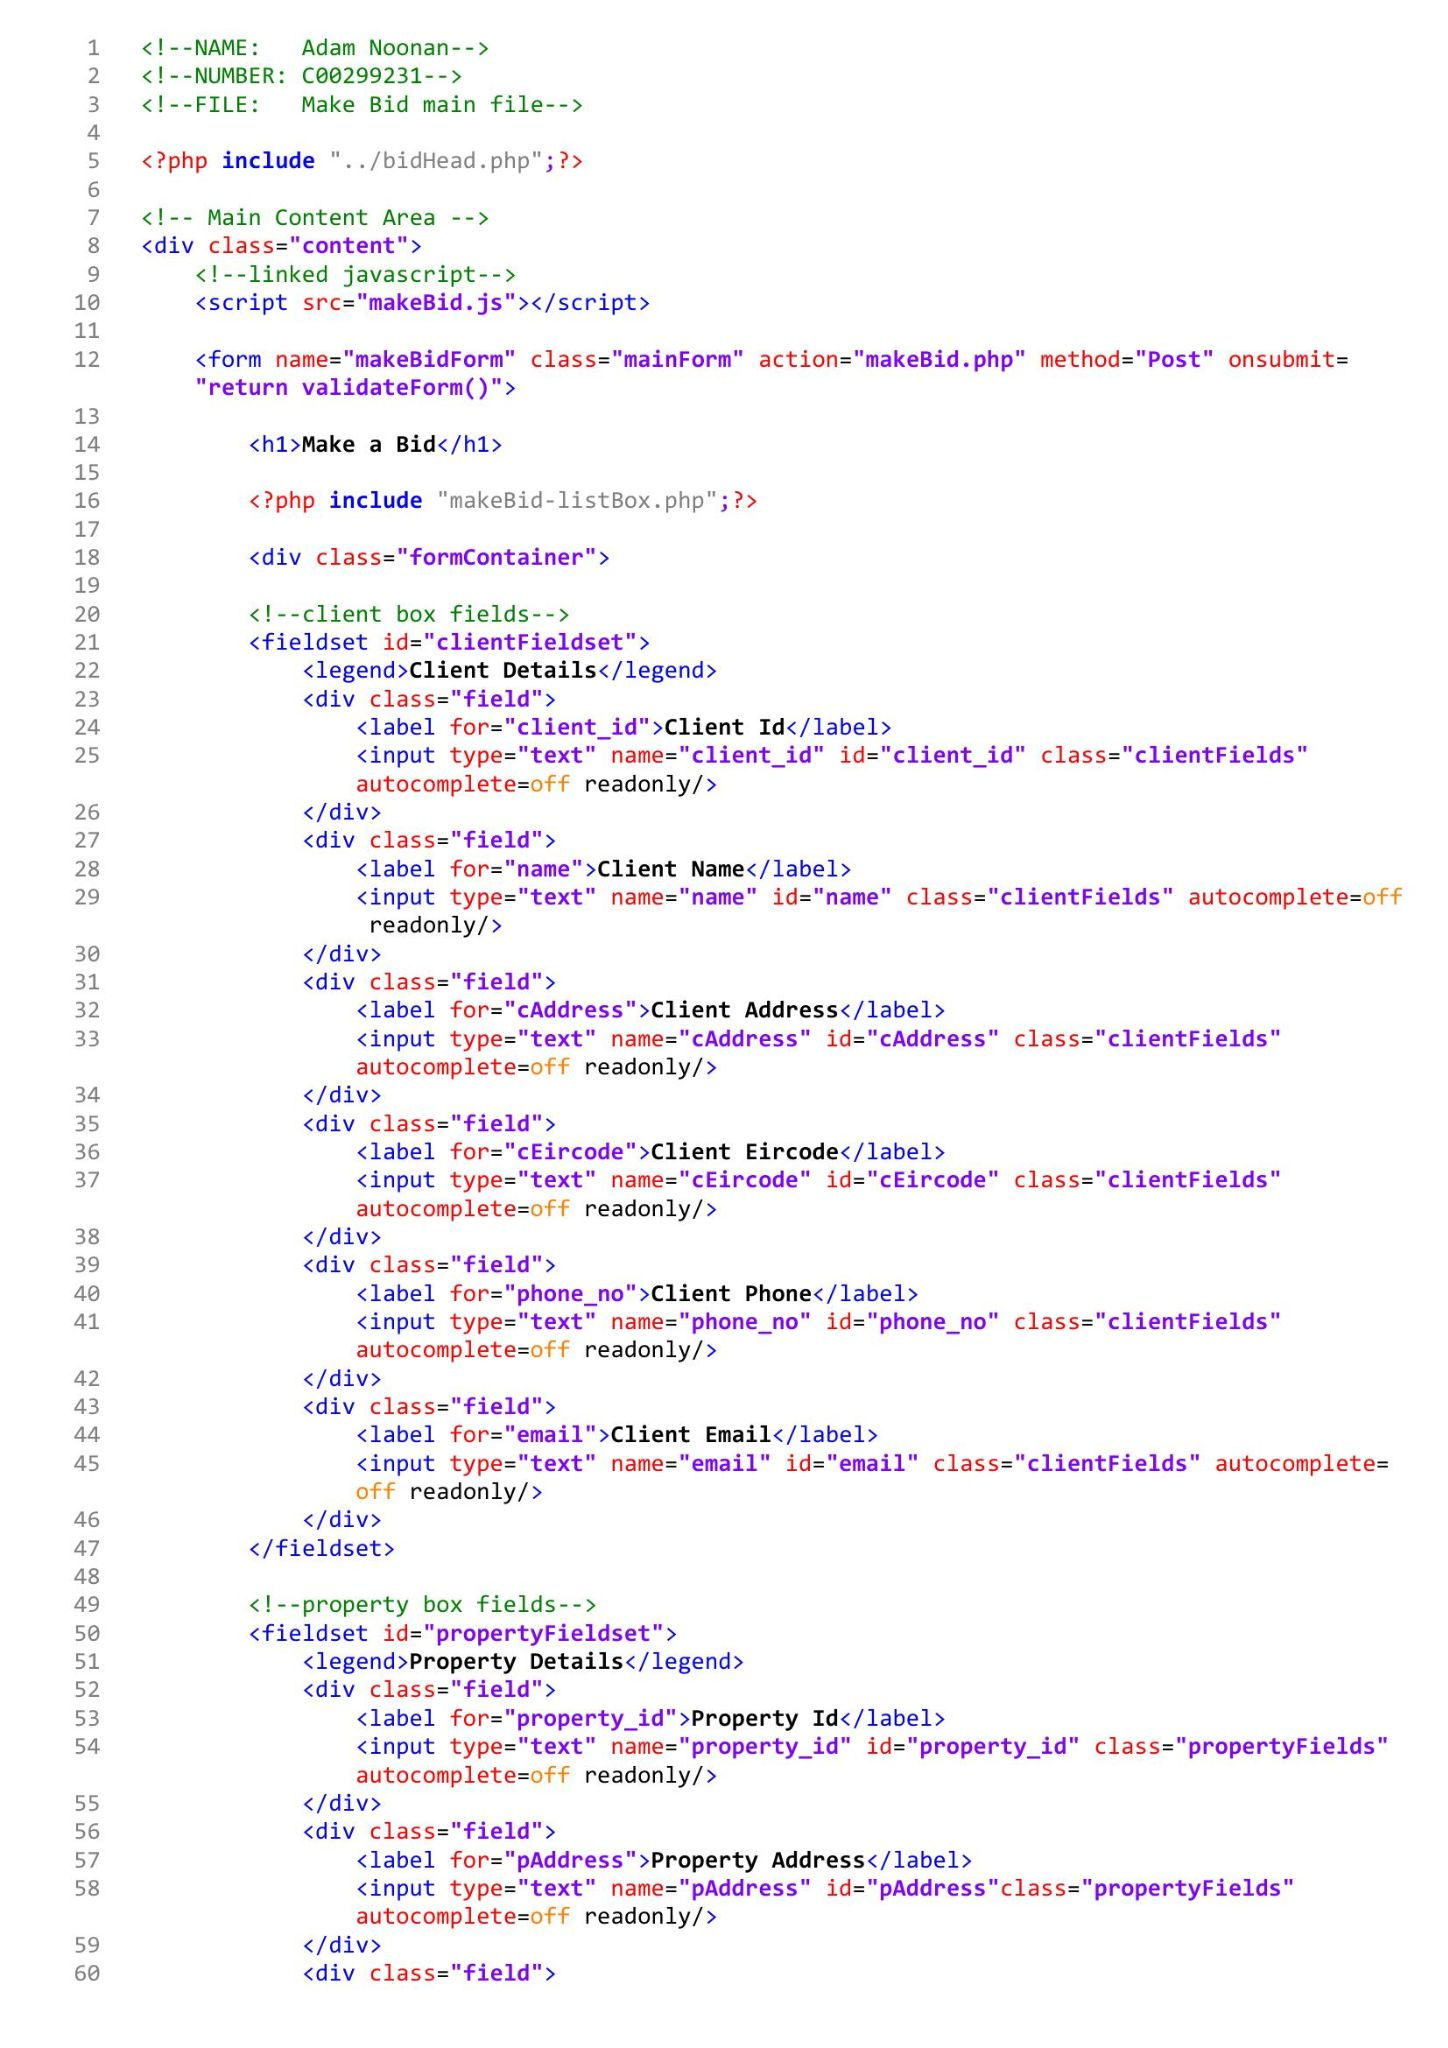 1 <!--NAME:   Adam Noonan-->
2 <!--NUMBER: C00299231-->
3 <!--FILE:   Make Bid main file-->
4
5 <?php include "../bidHead.php";?>
6
7 <!-- Main Content Area -->
8 <div class="content">
9     <!--linked javascript-->
10     <script src="makeBid.js"></script>
11
12     <form name="makeBidForm" class="mainForm" action="makeBid.php" method="Post" onsubmit=
    "return validateForm()">
13
14         <h1>Make a Bid</h1>
15
16         <?php include "makeBid-listBox.php";?>
17
18         <div class="formContainer">
19
20         <!--client box fields-->
21         <fieldset id="clientFieldset">
22             <legend>Client Details</legend>
23             <div class="field">
24                 <label for="client_id">Client Id</label>
25                 <input type="text" name="client_id" id="client_id" class="clientFields"
                autocomplete=off readonly/>
26             </div>
27             <div class="field">
28                 <label for="name">Client Name</label>
29                 <input type="text" name="name" id="name" class="clientFields" autocomplete=off
                 readonly/>
30             </div>
31             <div class="field">
32                 <label for="cAddress">Client Address</label>
33                 <input type="text" name="cAddress" id="cAddress" class="clientFields"
                autocomplete=off readonly/>
34             </div>
35             <div class="field">
36                 <label for="cEircode">Client Eircode</label>
37                 <input type="text" name="cEircode" id="cEircode" class="clientFields"
                autocomplete=off readonly/>
38             </div>
39             <div class="field">
40                 <label for="phone_no">Client Phone</label>
41                 <input type="text" name="phone_no" id="phone_no" class="clientFields"
                autocomplete=off readonly/>
42             </div>
43             <div class="field">
44                 <label for="email">Client Email</label>
45                 <input type="text" name="email" id="email" class="clientFields" autocomplete=
                off readonly/>
46             </div>
47         </fieldset>
48
49         <!--property box fields-->
50         <fieldset id="propertyFieldset">
51             <legend>Property Details</legend>
52             <div class="field">
53                 <label for="property_id">Property Id</label>
54                 <input type="text" name="property_id" id="property_id" class="propertyFields"
                autocomplete=off readonly/>
55             </div>
56             <div class="field">
57                 <label for="pAddress">Property Address</label>
58                 <input type="text" name="pAddress" id="pAddress"class="propertyFields"
                autocomplete=off readonly/>
59             </div>
60             <div class="field">